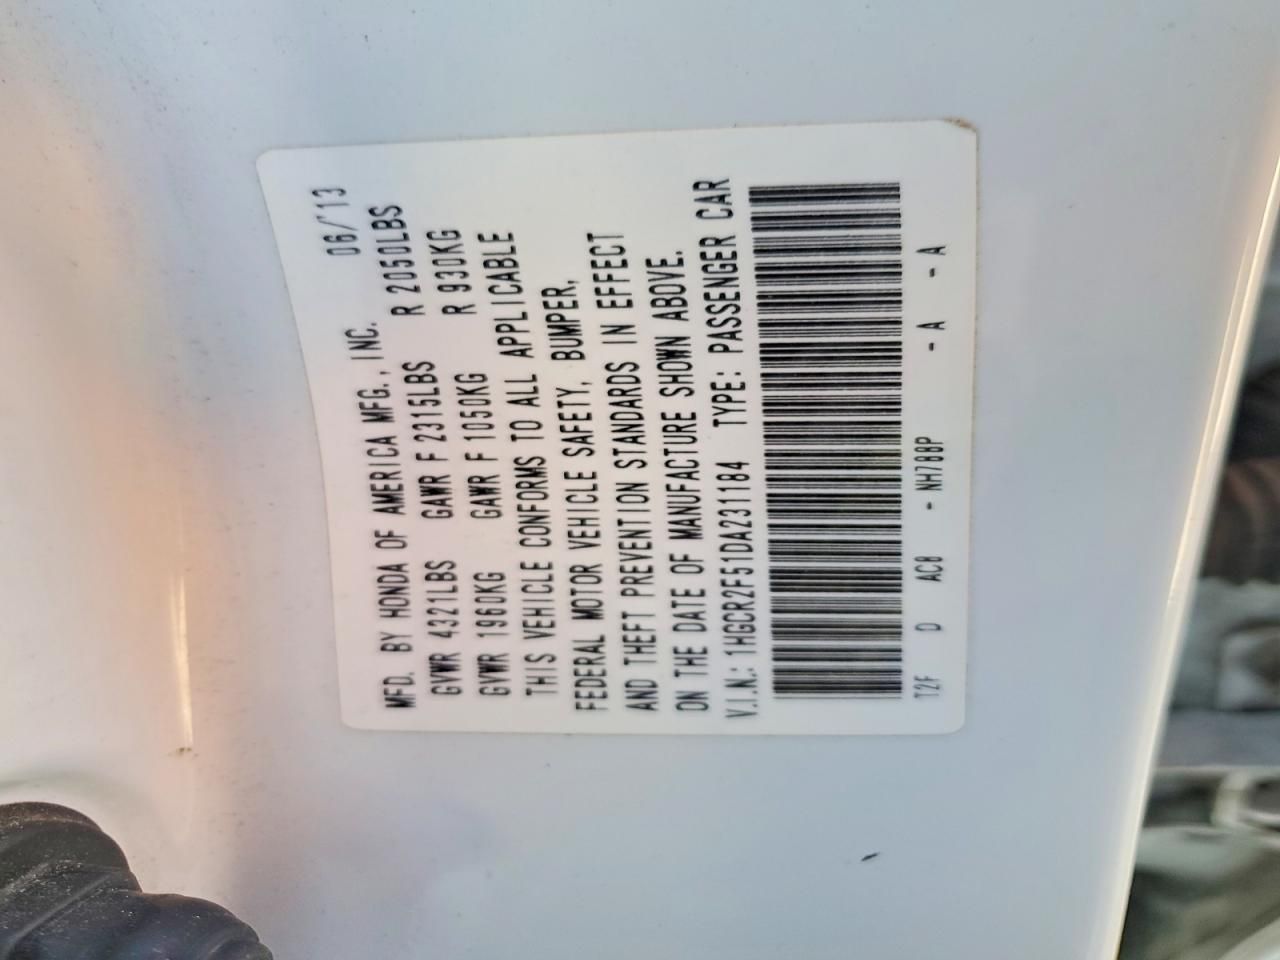 MFD. BY HONDA OF AMERICA MFG., INC. 06/'13
GVWR 4321LBS GAWR F 2315LBS R 2050LBS
GVWR 1960KG GAWR F 1050KG R 930KG
THIS VEHICLE CONFORMS TO ALL APPLICABLE
FEDERAL MOTOR VEHICLE SAFETY, BUMPER,
AND THEFT PREVENTION STANDARDS IN EFFECT
ON THE DATE OF MANUFACTURE SHOWN ABOVE.
V.I.N.: 1HGCR2F51DA231184 TYPE: PASSENGER CAR
T2F D AC8 - NH788P - A - A